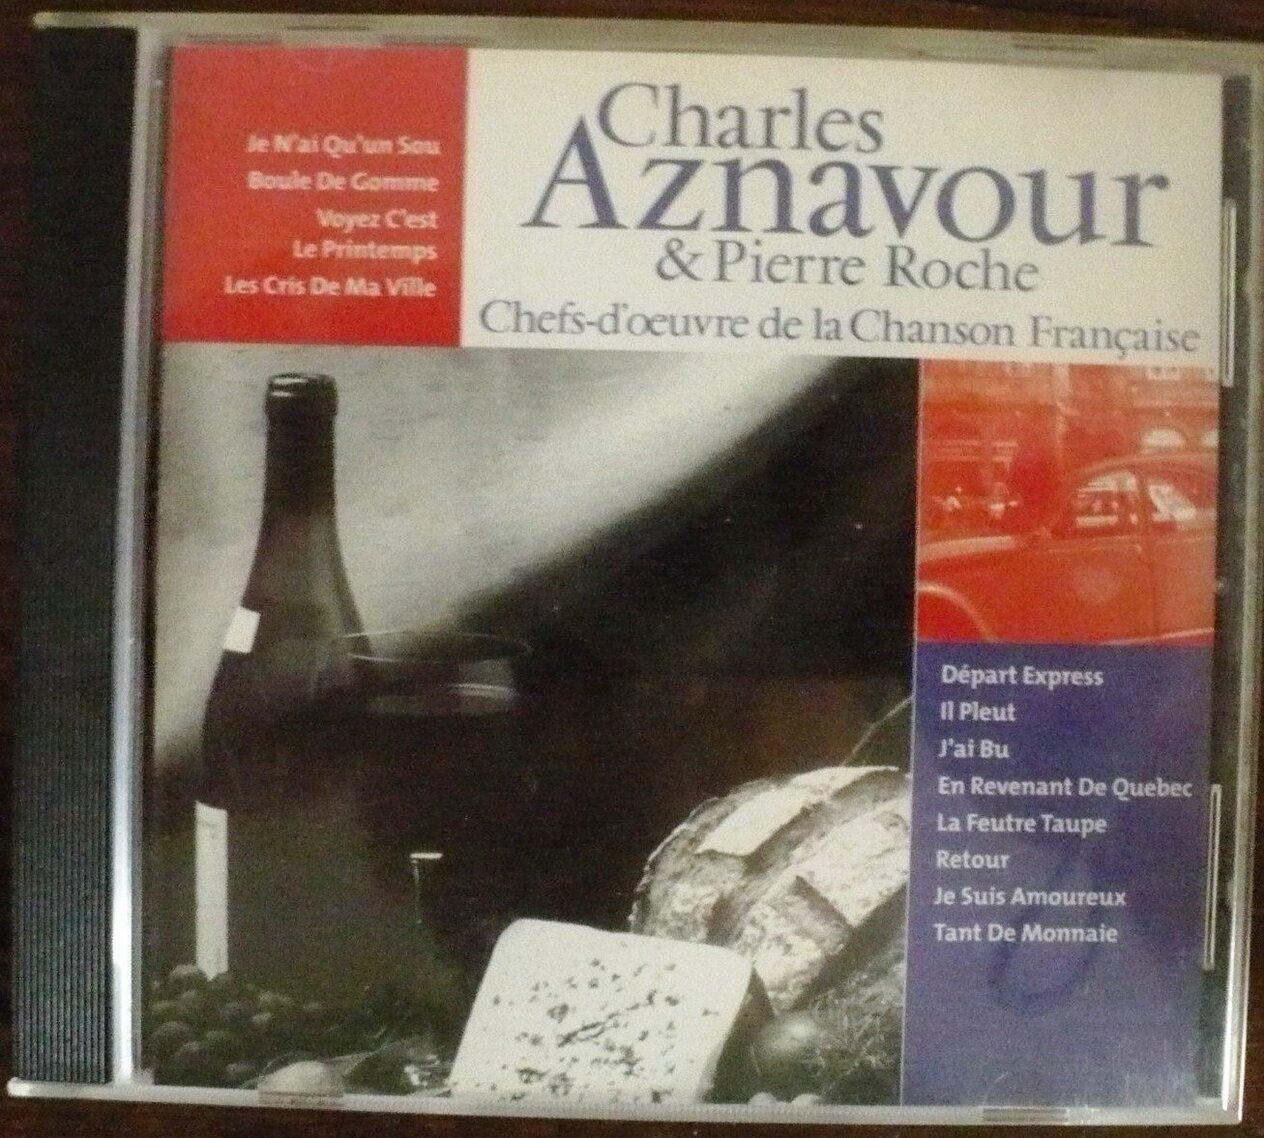 Je N'ai Qu'un Sou
Boule De Gomme
Voyez C'est
Le Printemps
Les Cris De Ma Ville
Charles
Aznavour
& Pierre Roche
Chefs-d'œuvre de la Chanson Française
Départ Express
Il Pleut
J'ai Bu
En Revenant De Quebec
La Feutre Taupe
Retour
Je Suis Amoureux
Tant De Monnaie